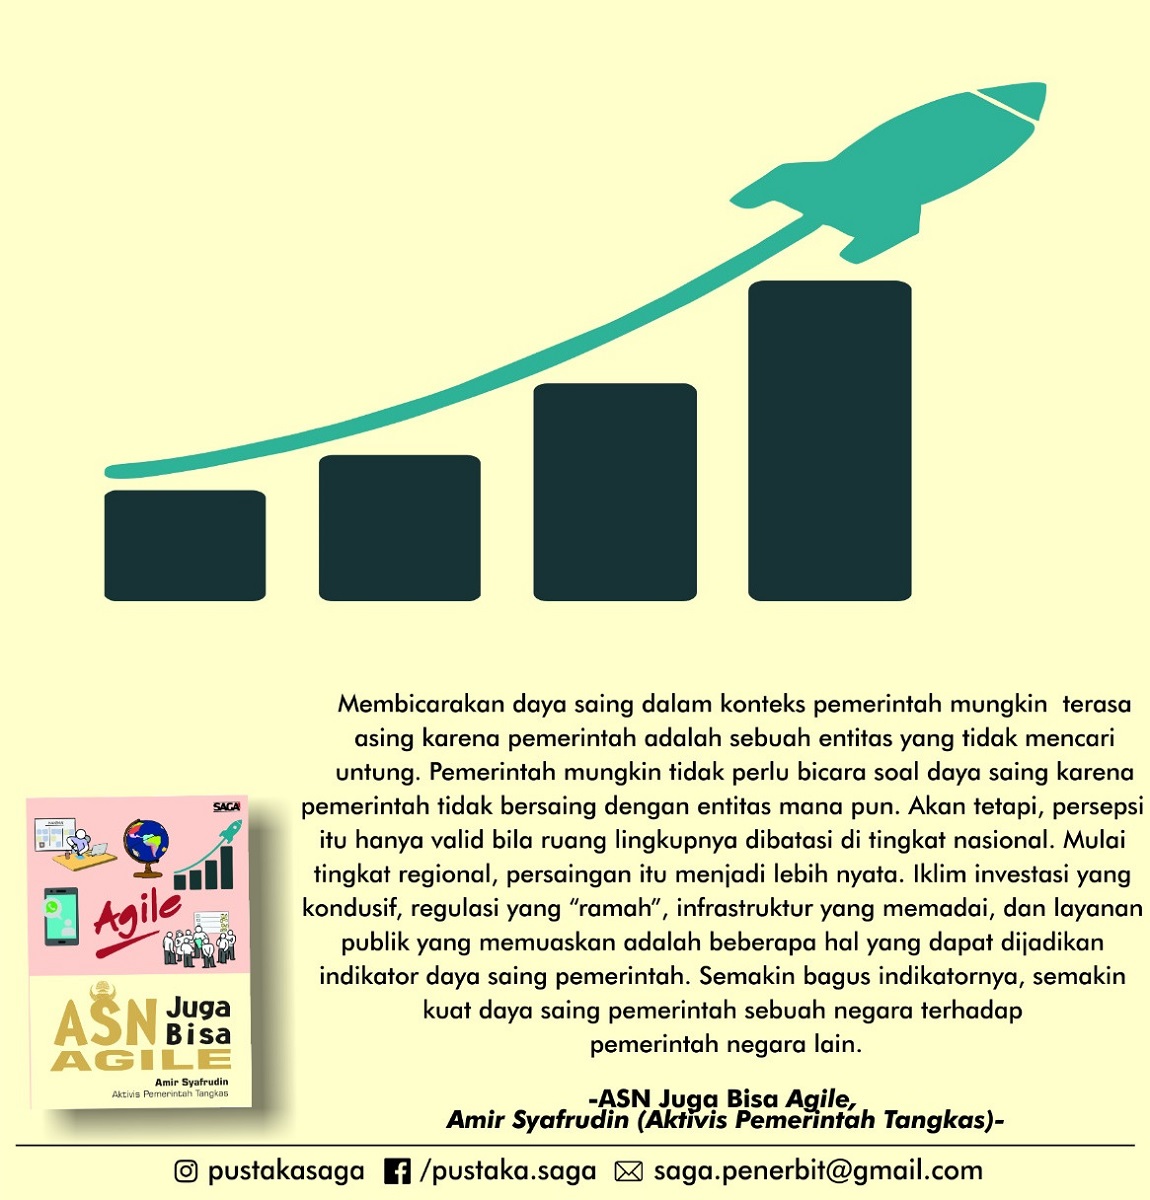 Membicarakan daya saing dalam konteks pemerintah mungkin  terasa
asing karena pemerintah adalah sebuah entitas yang tidak mencari
untung. Pemerintah mungkin tidak perlu bicara soal daya saing karena
pemerintah tidak bersaing dengan entitas mana pun. Akan tetapi, persepsi
itu hanya valid bila ruang lingkupnya dibatasi di tingkat nasional. Mulai
tingkat regional, persaingan itu menjadi lebih nyata. Iklim investasi yang
kondusif, regulasi yang “ramah”, infrastruktur yang memadai, dan layanan
publik yang memuaskan adalah beberapa hal yang dapat dijadikan
indikator daya saing pemerintah. Semakin bagus indikatornya, semakin
kuat daya saing pemerintah sebuah negara terhadap
pemerintah negara lain.
-ASN Juga Bisa Agile,
Amir Syafrudin (Aktivis Pemerintah Tangkas)-
SAGA
Agile
ASN Juga
Bisa
AGILE
Amir Syafrudin
Aktivis Pemerintah Tangkas
pustakasaga /pustaka.saga saga.penerbit@gmail.com